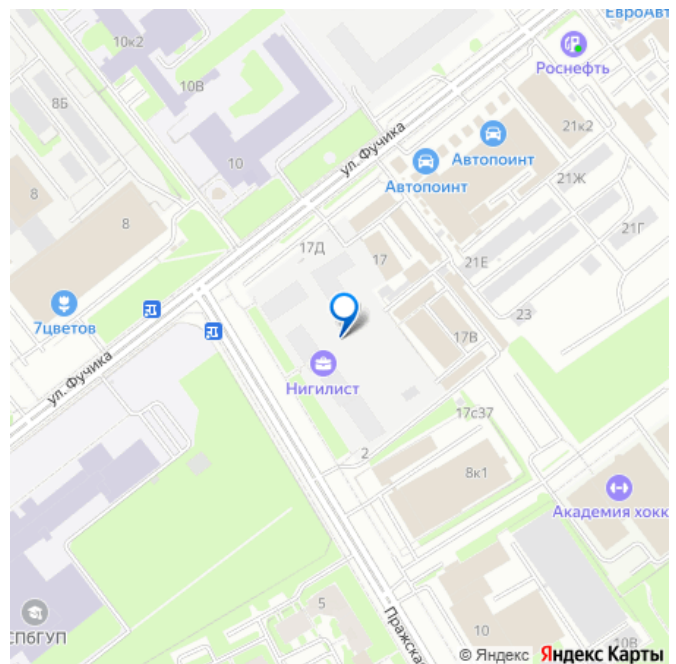 ЕвроАвт
10к2
Роснефть
10В
8Б
ул. Фучика
21к2
Автопоинт
10
Автопоинт
21Ж
8
8
21Г
17Д
17
21Е
7цветов
23
17В
ул. Фучика
Нигилист
17с37
2
8к1
Академия хокк
5
СПбГУП
Пражска
10
10В
© Яндекс Яндекс Карты